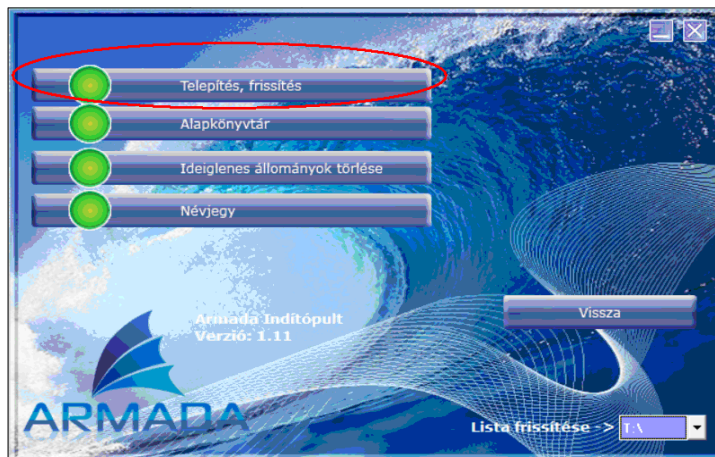 Telepítés, frissítés
Alapkönyvtár
Ideiglenes állományok törlése
Névjegy
Armada Indítópult
Verzió: 1.11
Vissza
ARMADA
Lista frissítése -> T:\